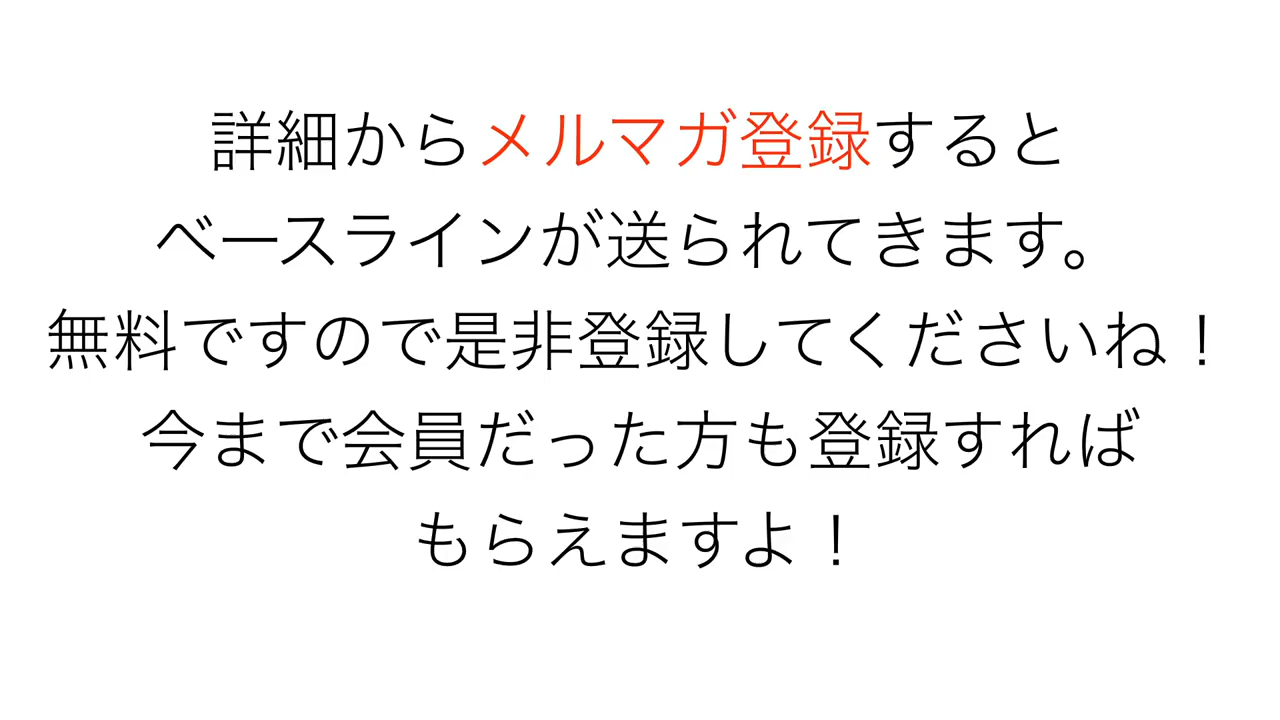 詳細からメルマガ登録すると
ベースラインが送られてきます。
無料ですので是非登録してくださいね！
今まで会員だった方も登録すれば
もらえますよ！